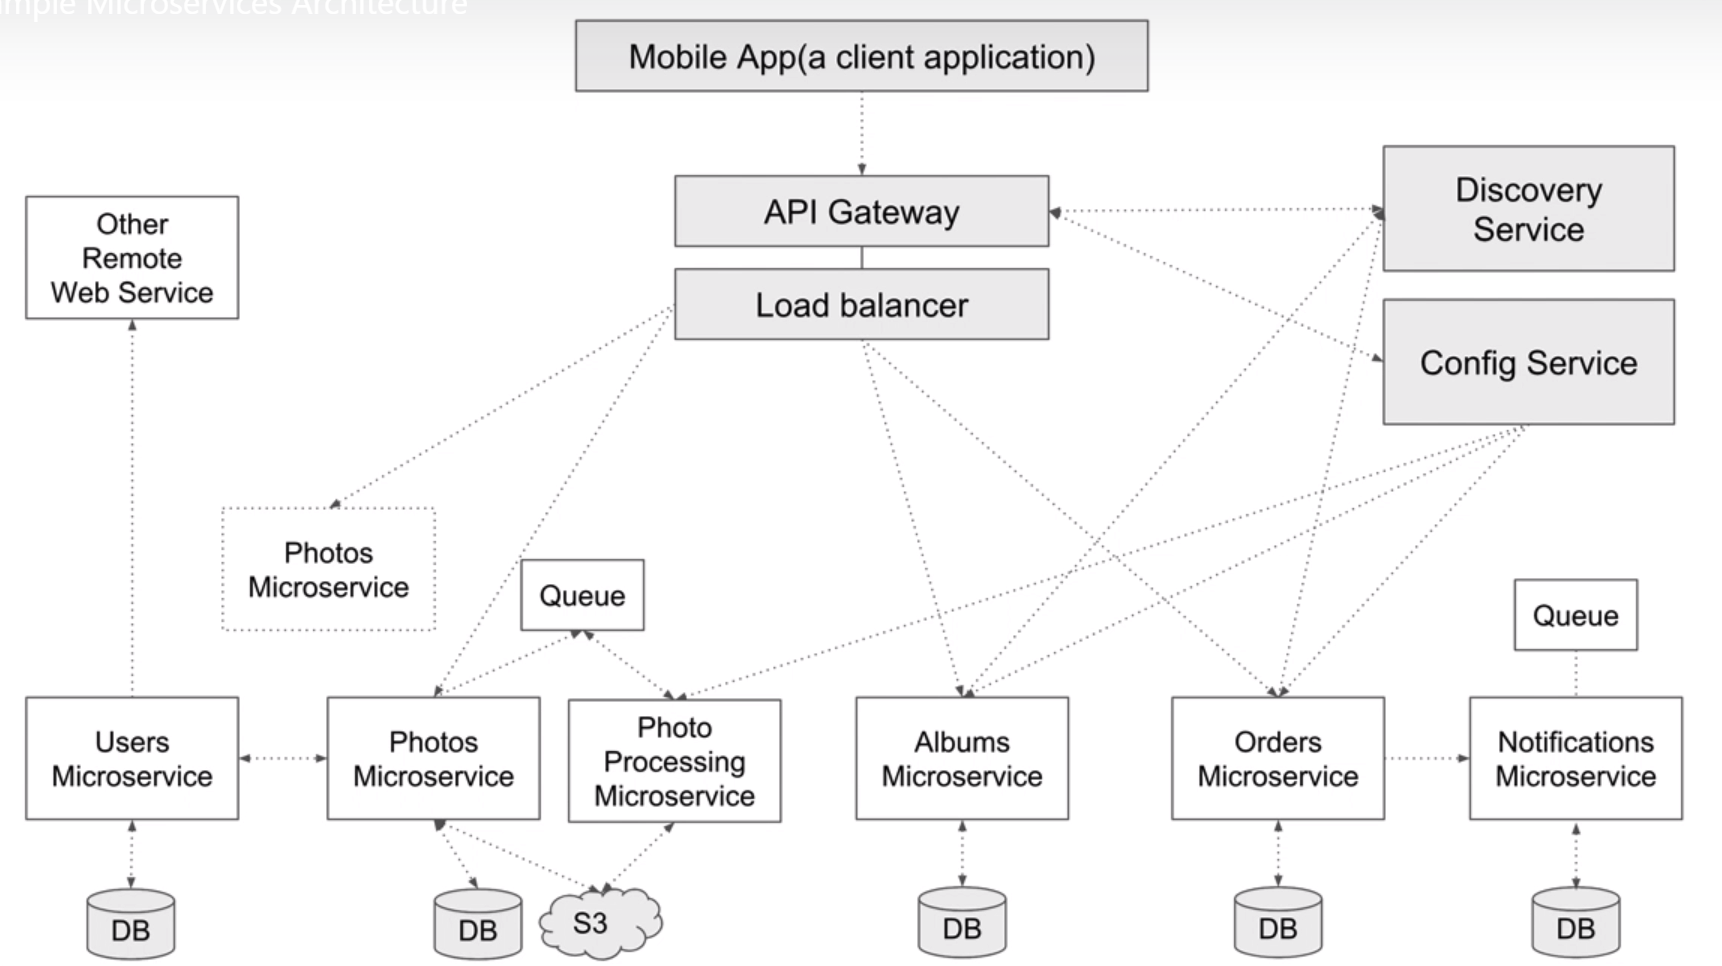 mple Microservices Architecture
Mobile App(a client application)
API Gateway
Load balancer
Discovery
Service
Config Service
Other
Remote
Web Service
Photos
Microservice
Queue
Queue
Users
Microservice
Photos
Microservice
Photo
Processing
Microservice
Albums
Microservice
Orders
Microservice
Notifications
Microservice
DB
DB
S3
DB
DB
DB